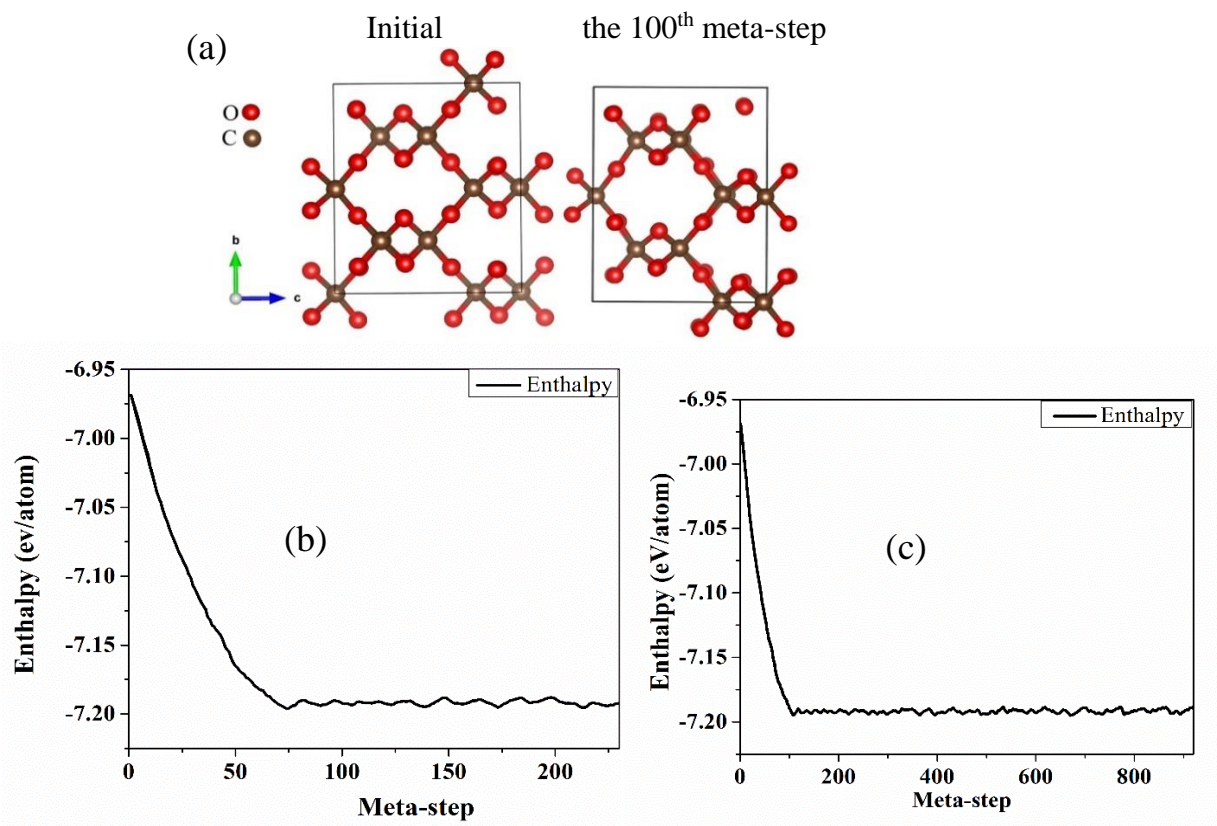 (a)
Initial
the 100th meta-step
O
C
b
c
-6.95
-7.00
-7.05
-7.10
-7.15
-7.20
0
50
100
150
200
Enthalpy (ev/atom)
Meta-step
Enthalpy
(b)
-6.95
-7.00
-7.05
-7.10
-7.15
-7.20
0
200
400
600
800
Enthalpy (eV/atom)
Meta-step
Enthalpy
(c)